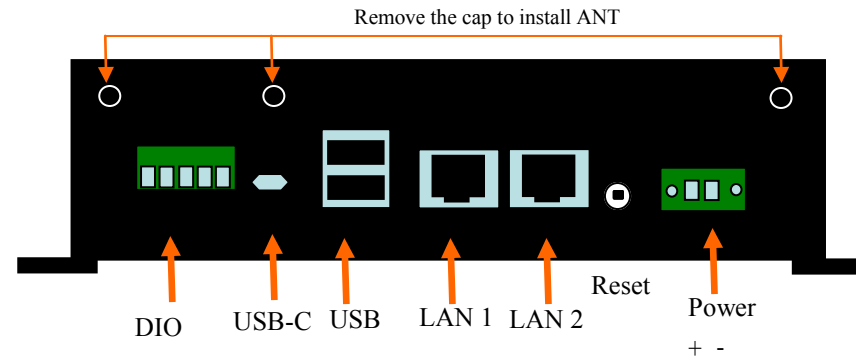 Remove the cap to install ANT
DIO
USB-C
USB
LAN 1
LAN 2
Reset
Power
+ -